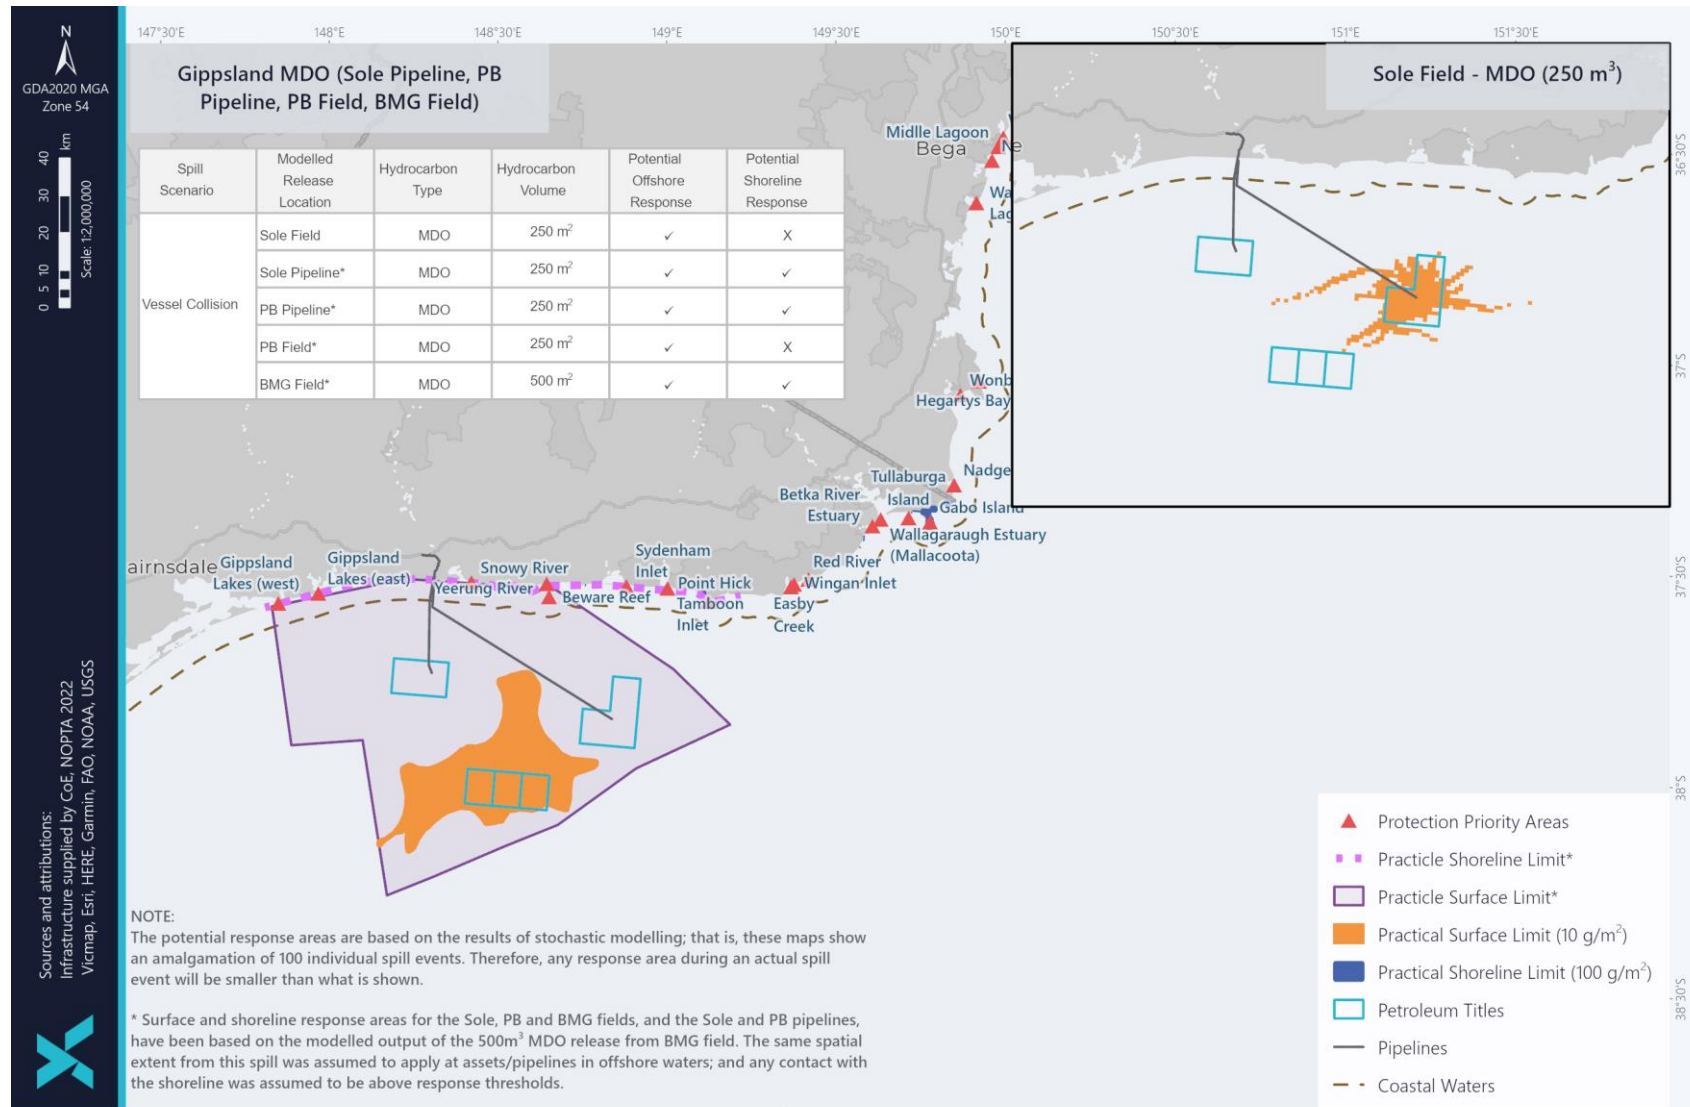 N
GDA2020 MGA
Zone 54
km
40
30
20
10
5
0
Scale: 1:2,000,000
Sources and attributions:
Infrastructure supplied by CoE, NOPTA 2022
Vicmap, Esri, HERE, Garmin, FAO, NOAA, USGS
147°30'E
148°E
148°30'E
149°E
149°30'E
150°E
150°30'E
151°E
151°30'E
36°30'S
37°S
37°30'S
38°S
38°30'S
Gippsland MDO (Sole Pipeline, PB
Pipeline, PB Field, BMG Field)
Spill Scenario
Modelled Release Location
Hydrocarbon Type
Hydrocarbon Volume
Potential Offshore Response
Potential Shoreline Response
Vessel Collision
Sole Field MDO 250 m² ✓ X
Sole Pipeline* MDO 250 m² ✓ ✓
PB Pipeline* MDO 250 m² ✓ ✓
PB Field* MDO 250 m² ✓ X
BMG Field* MDO 500 m² ✓ ✓
Sole Field - MDO (250 m³)
Midlle Lagoon
Bega
Ne
Wa
Lag
Wonb
Hegartys Bay
Nadge
Tullaburga
Island
Gabo Island
Betka River
Estuary
Wallagaraugh Estuary
(Mallacoota)
Red River
Wingan Inlet
Easby
Creek
Sydenham
Inlet
Point Hick
Tamboon
Inlet
Snowy River
Yeerung River
Beware Reef
airnsdale
Gippsland
Lakes (west)
Gippsland
Lakes (east)
NOTE:
The potential response areas are based on the results of stochastic modelling; that is, these maps show
an amalgamation of 100 individual spill events. Therefore, any response area during an actual spill
event will be smaller than what is shown.
* Surface and shoreline response areas for the Sole, PB and BMG fields, and the Sole and PB pipelines,
have been based on the modelled output of the 500m³ MDO release from BMG field. The same spatial
extent from this spill was assumed to apply at assets/pipelines in offshore waters; and any contact with
the shoreline was assumed to be above response thresholds.
Protection Priority Areas
Practicle Shoreline Limit*
Practicle Surface Limit*
Practical Surface Limit (10 g/m²)
Practical Shoreline Limit (100 g/m²)
Petroleum Titles
Pipelines
Coastal Waters